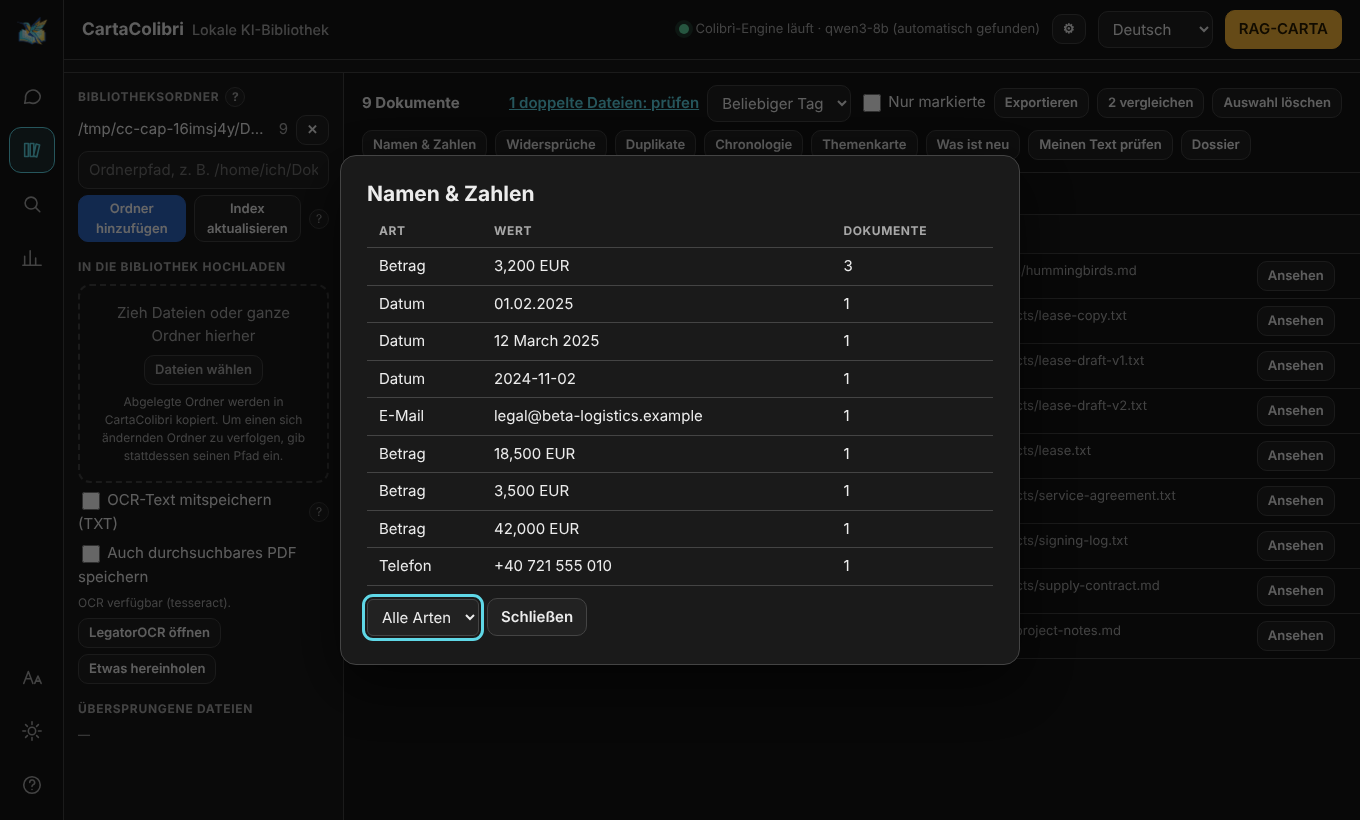 CartaColibri Lokale KI-Bibliothek
Colibrì-Engine läuft · qwen3-8b (automatisch gefunden)
Deutsch
RAG-CARTA
BIBLIOTHEKSORDNER ?
/tmp/cc-cap-16imsj4y/D... 9 ×
Ordnerpfad, z. B. /home/ich/Dok
Ordner hinzufügen
Index aktualisieren
?
IN DIE BIBLIOTHEK HOCHLADEN
Zieh Dateien oder ganze
Ordner hierher
Dateien wählen
Abgelegte Ordner werden in
CartaColibri kopiert. Um einen sich
ändernden Ordner zu verfolgen, gib
stattdessen seinen Pfad ein.
OCR-Text mitspeichern
(TXT)
?
Auch durchsuchbares PDF
speichern
OCR verfügbar (tesseract).
LegatorOCR öffnen
Etwas hereinholen
ÜBERSPRUNGENE DATEIEN
—
9 Dokumente
1 doppelte Dateien: prüfen
Beliebiger Tag
Nur markierte
Exportieren
2 vergleichen
Auswahl löschen
Namen & Zahlen
Widersprüche
Duplikate
Chronologie
Themenkarte
Was ist neu
Meinen Text prüfen
Dossier
Namen & Zahlen
ART WERT DOKUMENTE
Betrag 3,200 EUR 3
Datum 01.02.2025 1
Datum 12 March 2025 1
Datum 2024-11-02 1
E-Mail legal@beta-logistics.example 1
Betrag 18,500 EUR 1
Betrag 3,500 EUR 1
Betrag 42,000 EUR 1
Telefon +40 721 555 010 1
Alle Arten
Schließen
/hummingbirds.md Ansehen
ts/lease-copy.txt Ansehen
ts/lease-draft-v1.txt Ansehen
ts/lease-draft-v2.txt Ansehen
ts/lease.txt Ansehen
ts/service-agreement.txt Ansehen
ts/signing-log.txt Ansehen
ts/supply-contract.md Ansehen
project-notes.md Ansehen
AA
?